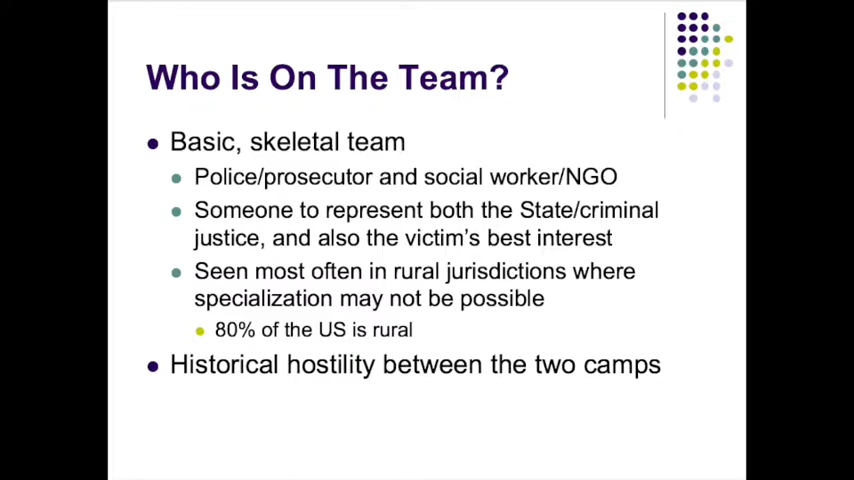 Who Is On The Team?
Basic, skeletal team
Police/prosecutor and social worker/NGO
Someone to represent both the State/criminal
justice, and also the victim's best interest
Seen most often in rural jurisdictions where
specialization may not be possible
80% of the US is rural
Historical hostility between the two camps